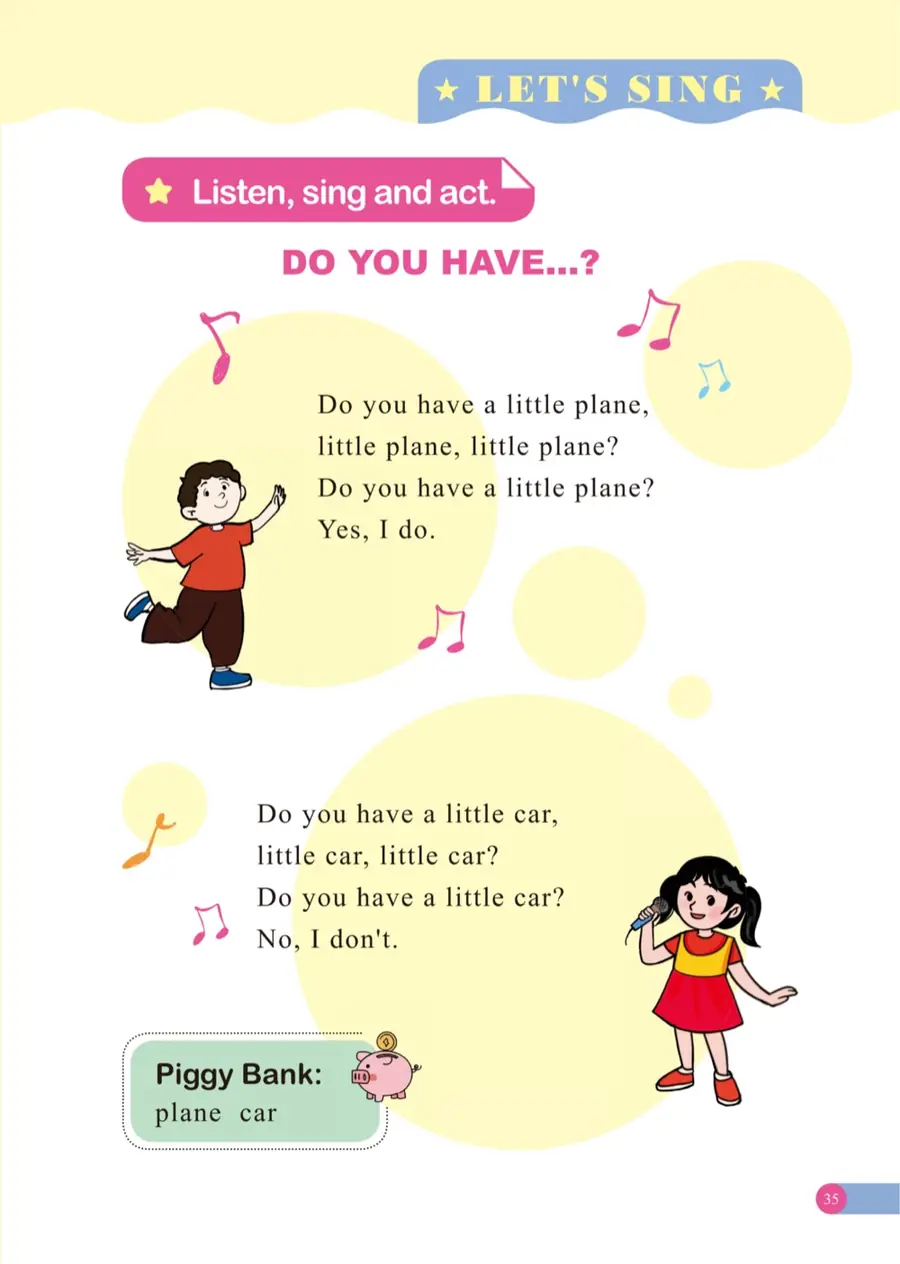 LET'S SING
Listen, sing and act.
DO YOU HAVE...?
Do you have a little plane,
little plane, little plane?
Do you have a little plane?
Yes, I do.
Do you have a little car,
little car, little car?
Do you have a little car?
No, I don't.
Piggy Bank:
plane car
35